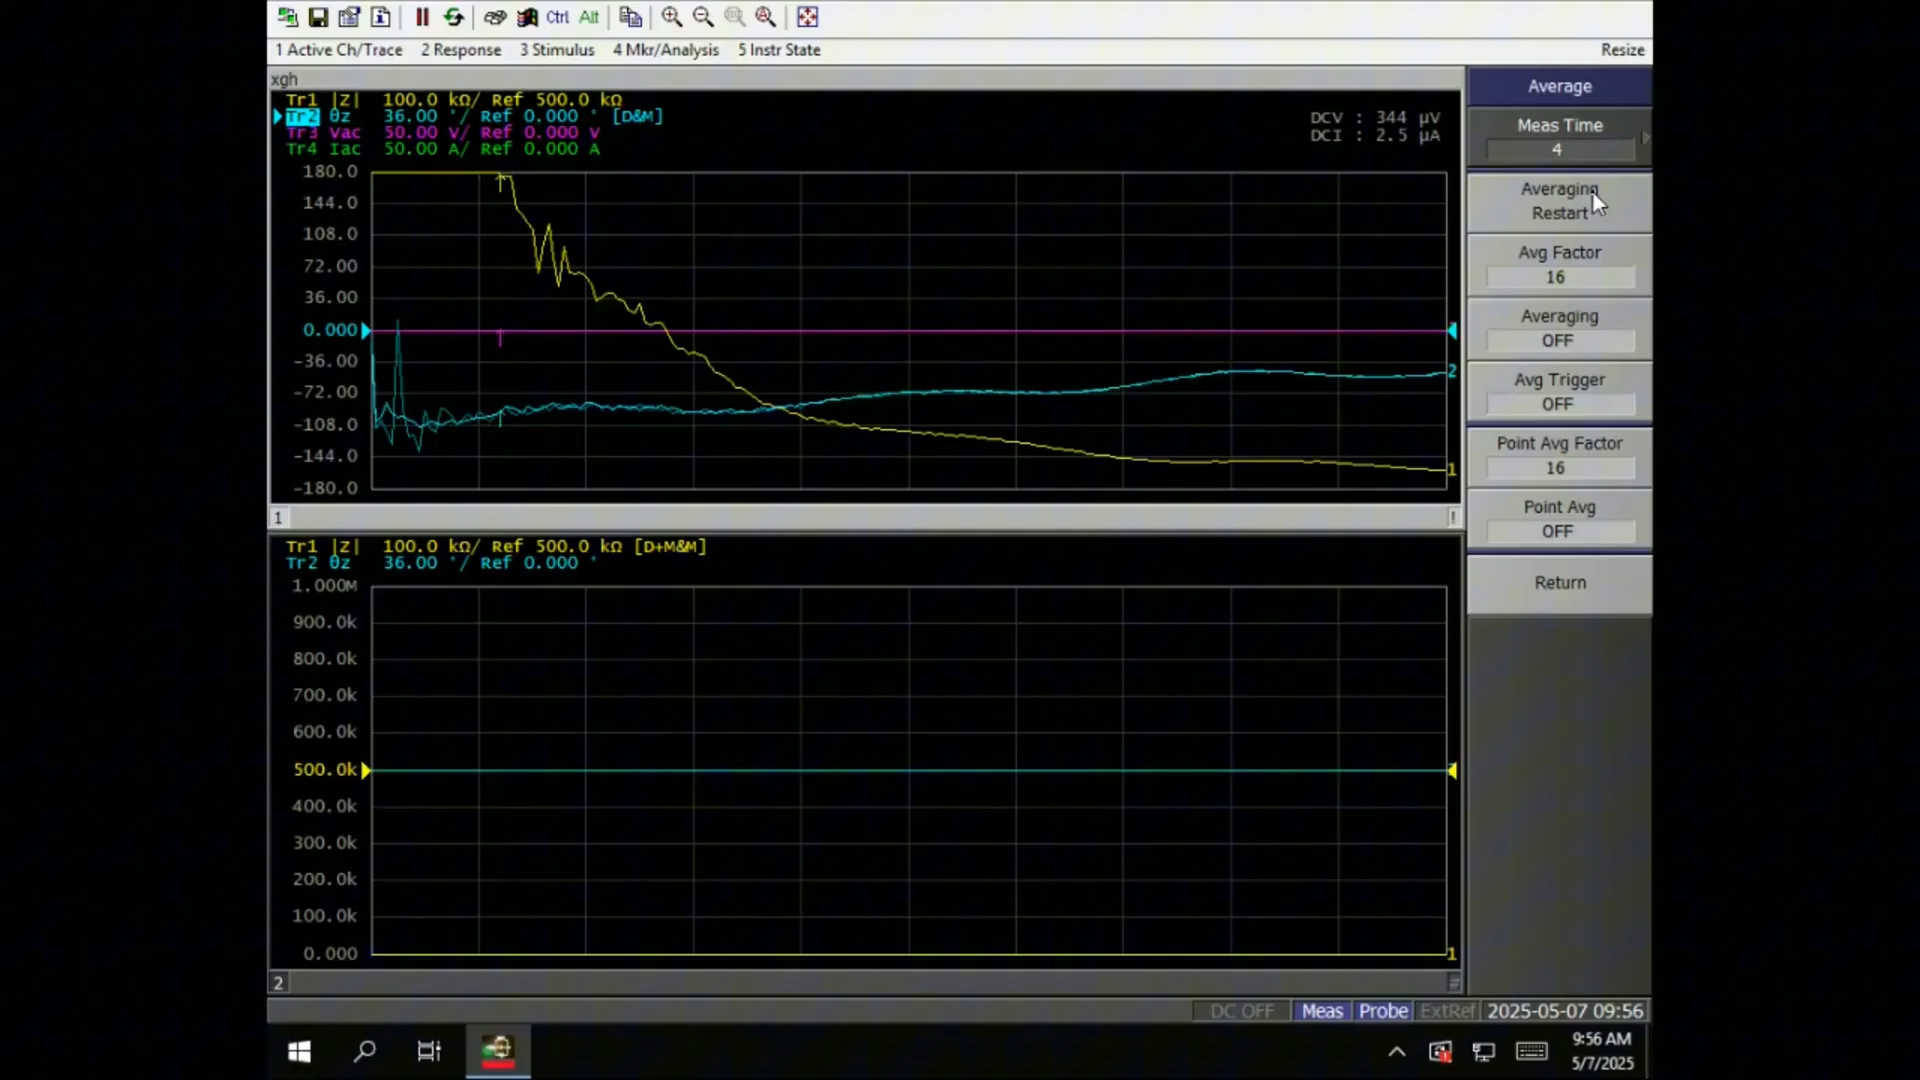 Ctrl Alt
1 Active Ch/Trace 2 Response 3 Stimulus 4 Mkr/Analysis 5 Instr State Resize
xgh
Tr1 |Z| 100.0 kΩ/ Ref 500.0 kΩ
Tr2 θz 36.00 °/ Ref 0.000 ° [D&M]
Tr3 Vac 50.00 V/ Ref 0.000 V
Tr4 Iac 50.00 A/ Ref 0.000 A
DCV : 344 μV
DCI : 2.5 μA
180.0
144.0
108.0
72.00
36.00
0.000
-36.00
-72.00
-108.0
-144.0
-180.0
2
1
1
Tr1 |Z| 100.0 kΩ/ Ref 500.0 kΩ [D+M&M]
Tr2 θz 36.00 °/ Ref 0.000 °
1.000M
900.0k
800.0k
700.0k
600.0k
500.0k
400.0k
300.0k
200.0k
100.0k
0.000
1
2
Average
Meas Time
4
Averaging
Restart
Avg Factor
16
Averaging
OFF
Avg Trigger
OFF
Point Avg Factor
16
Point Avg
OFF
Return
DC OFF Meas Probe ExtRef 2025-05-07 09:56
9:56 AM
5/7/2025